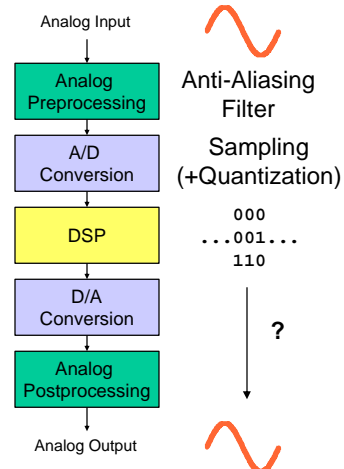 Analog Input
Analog
Preprocessing
Anti-Aliasing
Filter
A/D
Conversion
Sampling
(+Quantization)
DSP
000
...001...
110
D/A
Conversion
?
Analog
Postprocessing
Analog Output